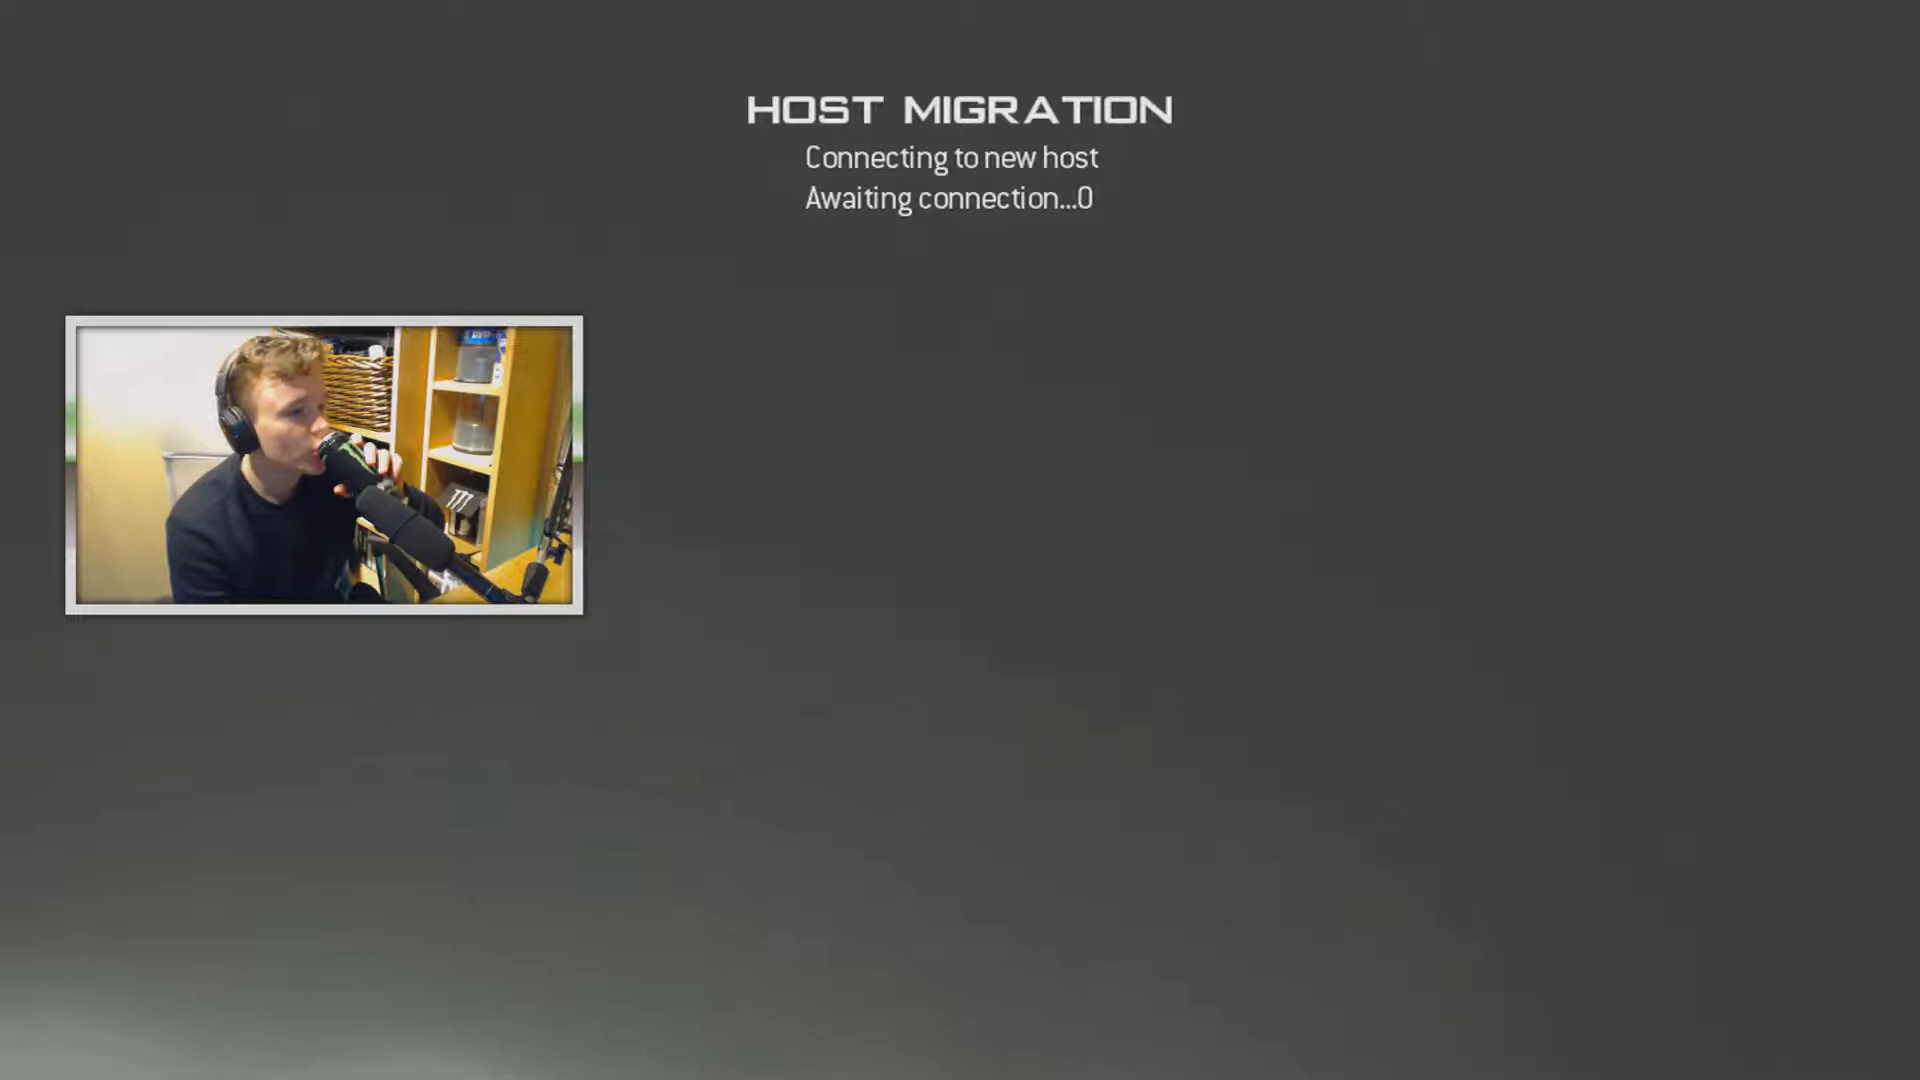 HOST MIGRATION
Connecting to new host
Awaiting connection...0